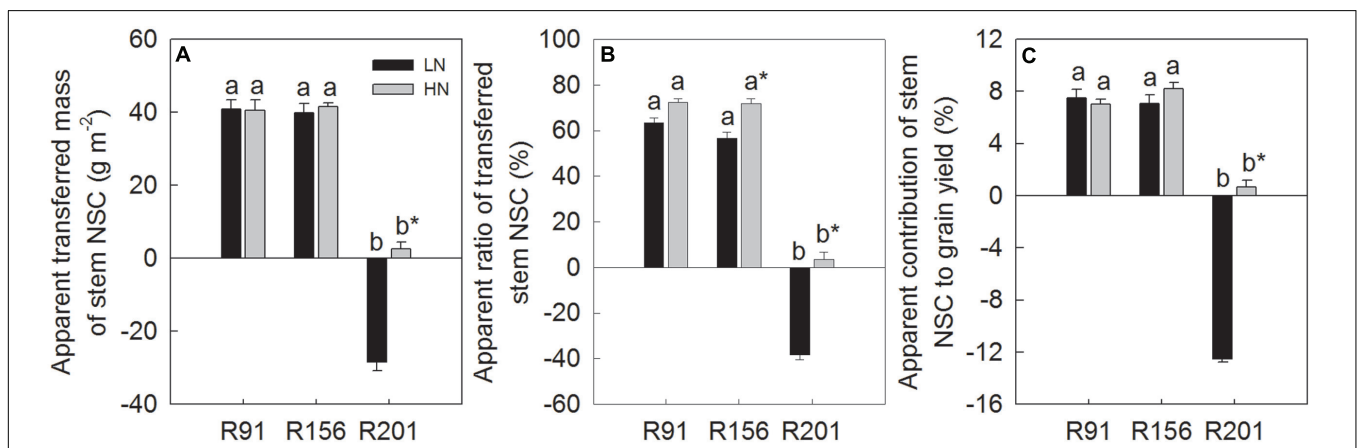 A
Apparent transferred mass
of stem NSC (g m⁻²)
60
40
20
0
-20
-40
LN
HN
a a
a a
b b*
R91 R156 R201
B
Apparent ratio of transferred
stem NSC (%)
100
80
60
40
20
0
-20
-40
-60
a a
a a*
b b*
R91 R156 R201
C
Apparent contribution of stem
NSC to grain yield (%)
12
8
4
0
-4
-8
-12
-16
a a
a a
b b*
R91 R156 R201